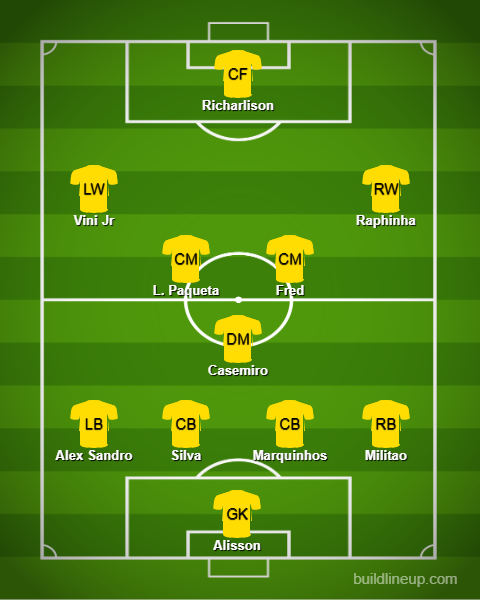 CF
Richarlison
LW
RW
Vini Jr
Raphinha
CM
CM
L. Paqueta
Fred
DM
Casemiro
LB
CB
CB
RB
Alex Sandro
Silva
Marquinhos
Militao
GK
Alisson
buildlineup.com